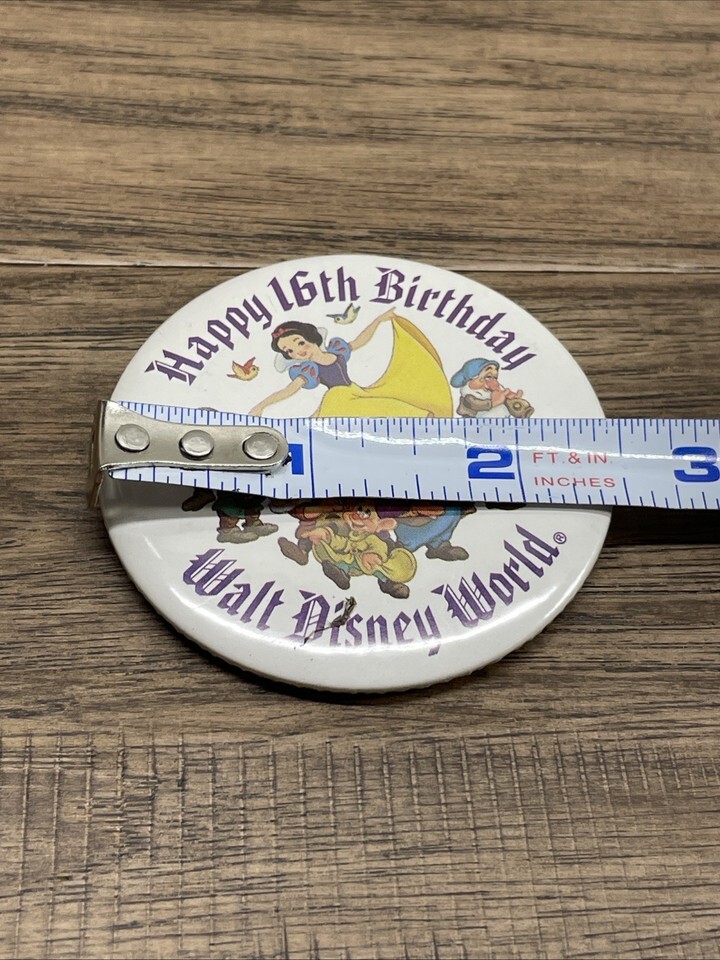 Happy 16th Birthday
1 2 FT. & IN. 3
INCHES
Walt Disney World®